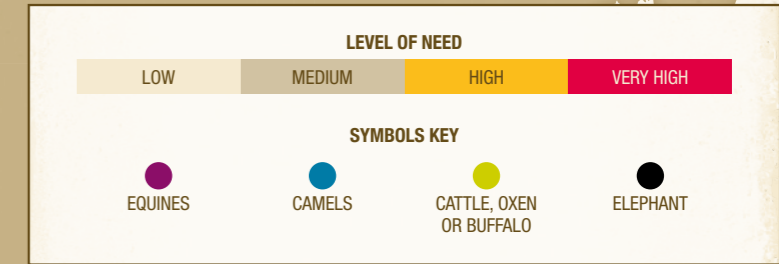 LEVEL OF NEED
LOW MEDIUM HIGH VERY HIGH
SYMBOLS KEY
EQUINES CAMELS CATTLE, OXEN OR BUFFALO ELEPHANT